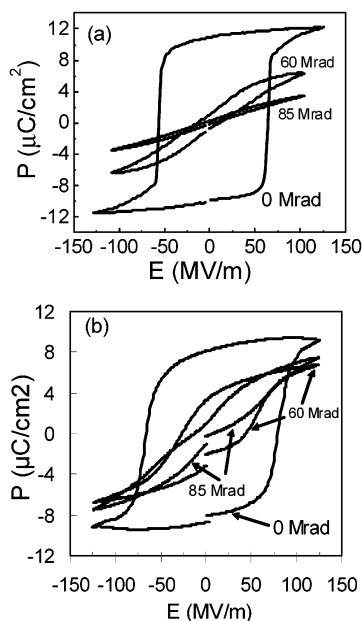 (a)
12
8
4
0
-4
-8
-12
P (µC/cm²)
60 Mrad
85 Mrad
0 Mrad
-150 -100 -50 0 50 100 150
E (MV/m)
(b)
12
8
4
0
-4
-8
-12
P (µC/cm2)
60 Mrad
85 Mrad
0 Mrad
-150 -100 -50 0 50 100 150
E (MV/m)